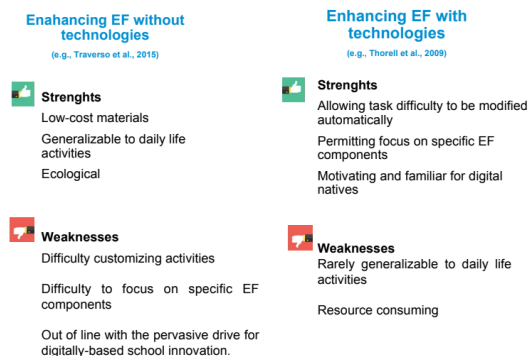 Enahancing EF without
technologies
(e.g., Traverso et al., 2015)
Strenghts
Low-cost materials
Generalizable to daily life
activities
Ecological
Weaknesses
Difficulty customizing activities
Difficulty to focus on specific EF
components
Out of line with the pervasive drive for
digitally-based school innovation.
Enhancing EF with
technologies
(e.g., Thorell et al., 2009)
Strenghts
Allowing task difficulty to be modified
automatically
Permitting focus on specific EF
components
Motivating and familiar for digital
natives
Weaknesses
Rarely generalizable to daily life
activities
Resource consuming